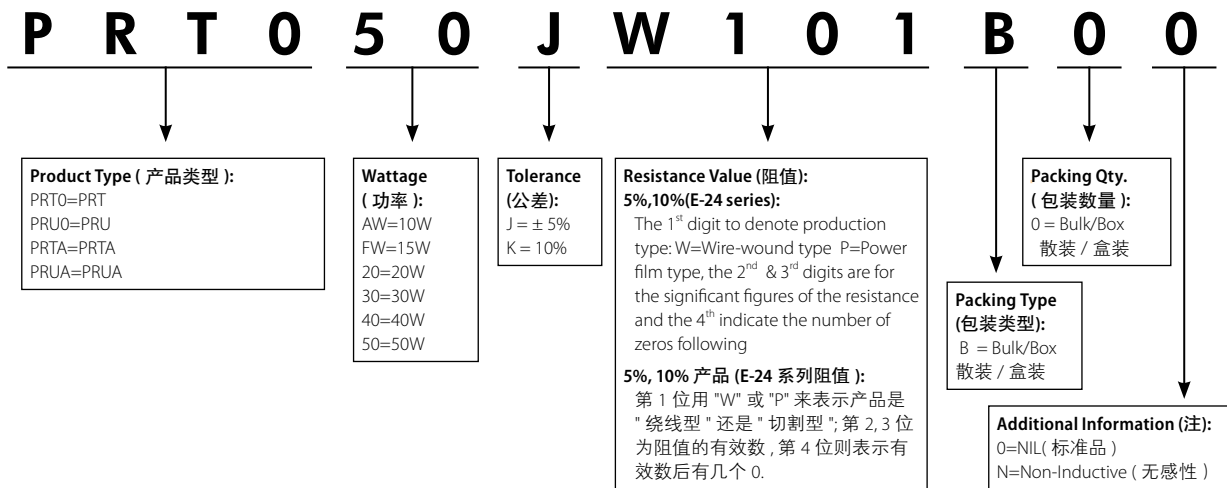 P R T 0 5 0 J W 1 0 1 B 0 0
Product Type ( 产品类型 ):
PRT0=PRT
PRU0=PRU
PRTA=PRTA
PRUA=PRUA
Wattage
( 功率 ):
AW=10W
FW=15W
20=20W
30=30W
40=40W
50=50W
Tolerance
(公差):
J = ± 5%
K = 10%
Resistance Value (阻值):
5%,10%(E-24 series):
The 1st digit to denote production
type: W=Wire-wound type P=Power
film type, the 2nd & 3rd digits are for
the significant figures of the resistance
and the 4th indicate the number of
zeros following
5%, 10% 产品 (E-24 系列阻值 ):
第 1 位用 "W" 或 "P" 来表示产品是
" 绕线型 " 还是 " 切割型 "; 第 2, 3 位
为阻值的有效数 , 第 4 位则表示有
效数后有几个 0.
Packing Type
(包装类型):
B = Bulk/Box
散装 / 盒装
Packing Qty.
( 包装数量 ):
0 = Bulk/Box
散装 / 盒装
Additional Information (注):
0=NIL( 标准品 )
N=Non-Inductive ( 无感性 )